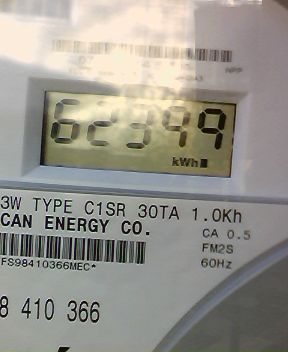 62399
kWh
3W TYPE C1SR 30TA 1.0Kh
CAN ENERGY CO.
CA 0.5
FM2S
60Hz
FS98410366MEC*
8 410 366